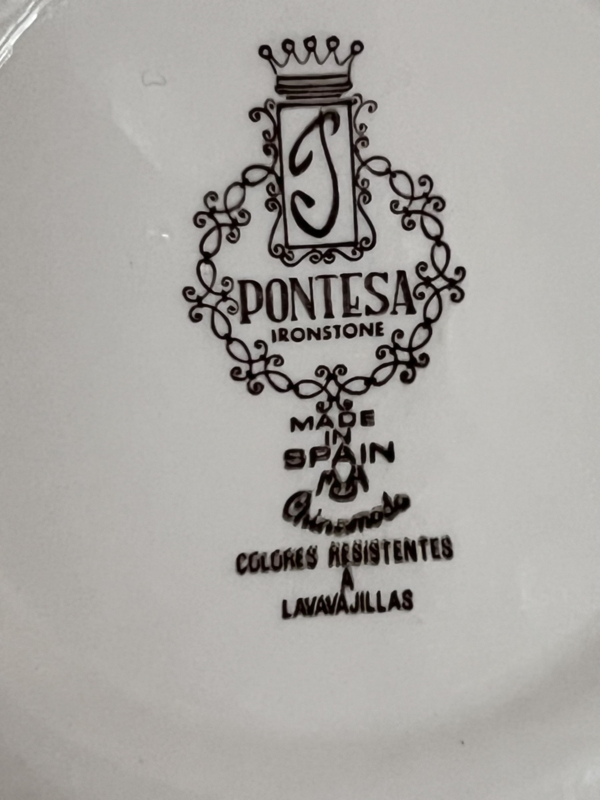 P
PONTESA
IRONSTONE
MADE
IN
SPAIN
COLORES RESISTENTES
A
LAVAVAJILLAS